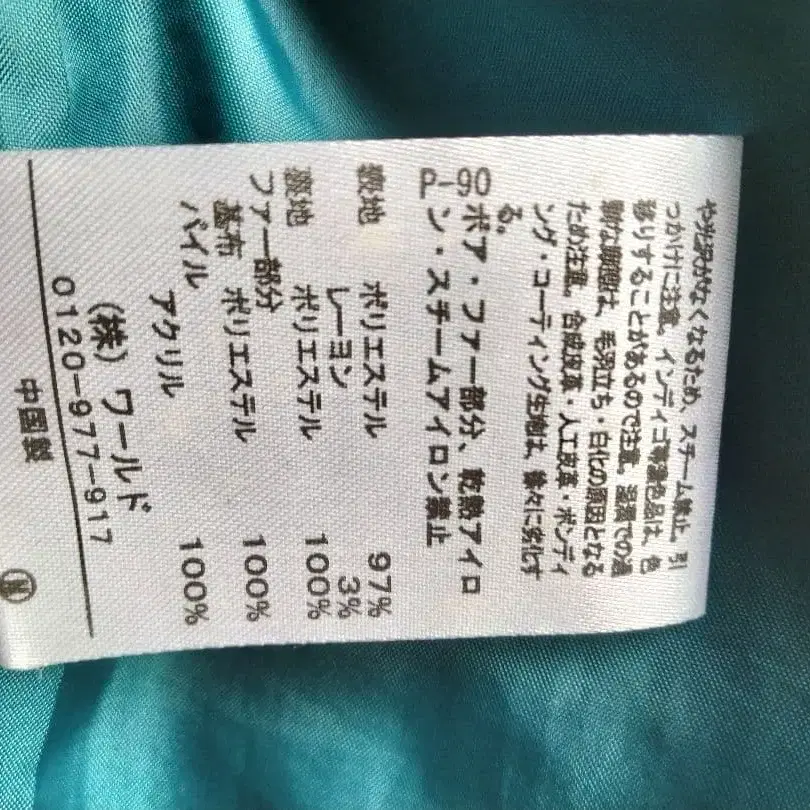 や光沢がなくなるため、スチーム禁止。引
つかけに注意。インディゴ等濃色品は、色
移りすることがあるので注意。湿潤での過
激な摩擦は、毛羽立ち・白化の原因となる
ため注意。合成皮革・人工皮革・ボンディ
ング・コーティング生地は、徐々に劣化す
る。
P-90
ボア・ファー部分、乾熱アイロ
ン・スチームアイロン禁止
表地 ポリエステル 97%
レーヨン 3%
裏地 ポリエステル 100%
ファー部分
基布 ポリエステル 100%
パイル アクリル 100%
(株) ワールド
0120-977-917
中国製
W